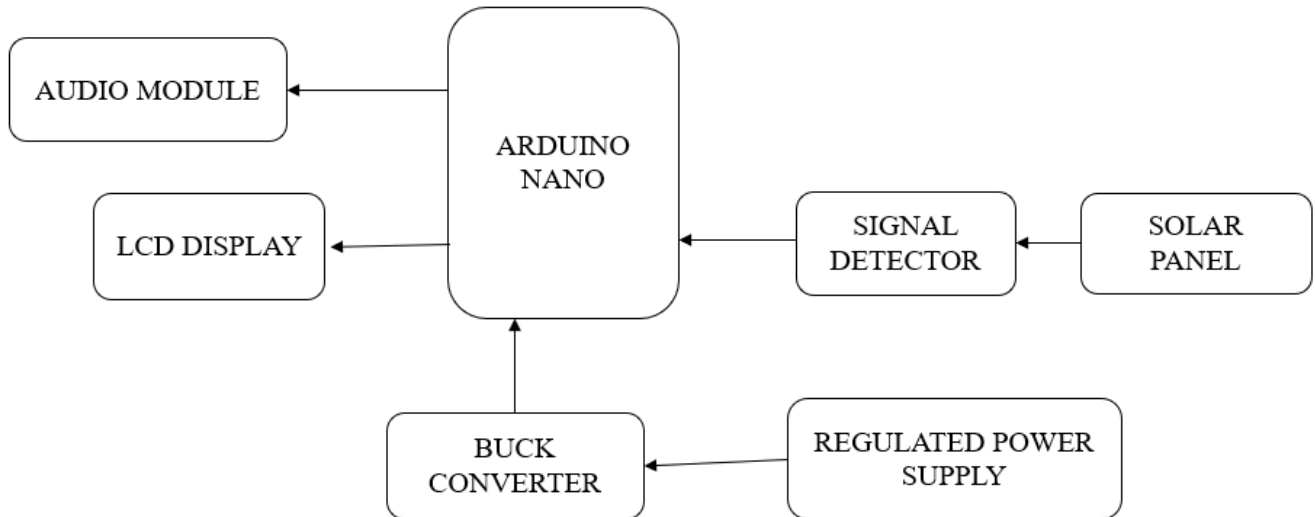 AUDIO MODULE
ARDUINO
NANO
LCD DISPLAY
SIGNAL
DETECTOR
SOLAR
PANEL
BUCK
CONVERTER
REGULATED POWER
SUPPLY